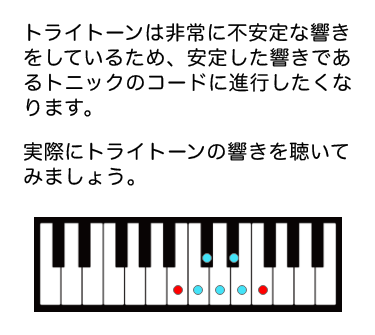 トライトーンは非常に不安定な響き
をしているため、安定した響きであ
るトニックのコードに進行したくな
ります。
実際にトライトーンの響きを聴いて
みましょう。